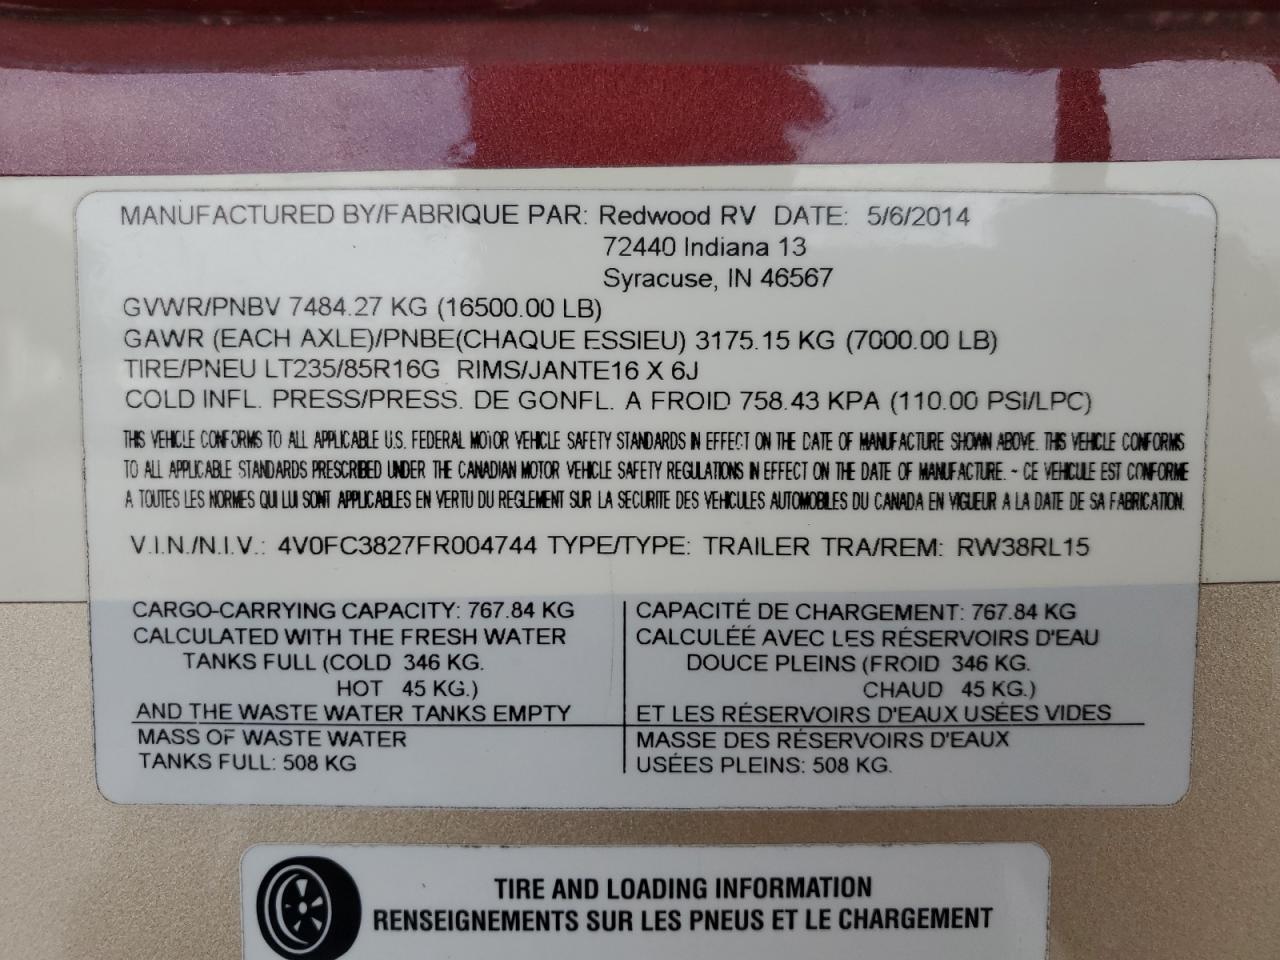 MANUFACTURED BY/FABRIQUE PAR: Redwood RV DATE: 5/6/2014
72440 Indiana 13
Syracuse, IN 46567
GVWR/PNBV 7484.27 KG (16500.00 LB)
GAWR (EACH AXLE)/PNBE(CHAQUE ESSIEU) 3175.15 KG (7000.00 LB)
TIRE/PNEU LT235/85R16G RIMS/JANTE16 X 6J
COLD INFL. PRESS/PRESS. DE GONFL. A FROID 758.43 KPA (110.00 PSI/LPC)
THIS VEHICLE CONFORMS TO ALL APPLICABLE U.S. FEDERAL MOTOR VEHICLE SAFETY STANDARDS IN EFFECT ON THE DATE OF MANUFACTURE SHOWN ABOVE. THIS VEHICLE CONFORMS
TO ALL APPLICABLE STANDARDS PRESCRIBED UNDER THE CANADIAN MOTOR VEHICLE SAFETY REGULATIONS IN EFFECT ON THE DATE OF MANUFACTURE. - CE VEHICULE EST CONFORME
A TOUTES LES NORMES QUI LUI SONT APPLICABLES EN VERTU DU REGLEMENT SUR LA SECURITE DES VEHICULES AUTOMOBILES DU CANADA EN VIGUEUR A LA DATE DE SA FABRICATION.
V.I.N./N.I.V.: 4V0FC3827FR004744 TYPE/TYPE: TRAILER TRA/REM: RW38RL15
CARGO-CARRYING CAPACITY: 767.84 KG
CALCULATED WITH THE FRESH WATER
TANKS FULL (COLD 346 KG.
HOT 45 KG.)
AND THE WASTE WATER TANKS EMPTY
MASS OF WASTE WATER
TANKS FULL: 508 KG
CAPACITÉ DE CHARGEMENT: 767.84 KG
CALCULÉÉ AVEC LES RÉSERVOIRS D'EAU
DOUCE PLEINS (FROID 346 KG.
CHAUD 45 KG.)
ET LES RÉSERVOIRS D'EAUX USÉES VIDES
MASSE DES RÉSERVOIRS D'EAUX
USÉES PLEINS: 508 KG.
TIRE AND LOADING INFORMATION
RENSEIGNEMENTS SUR LES PNEUS ET LE CHARGEMENT